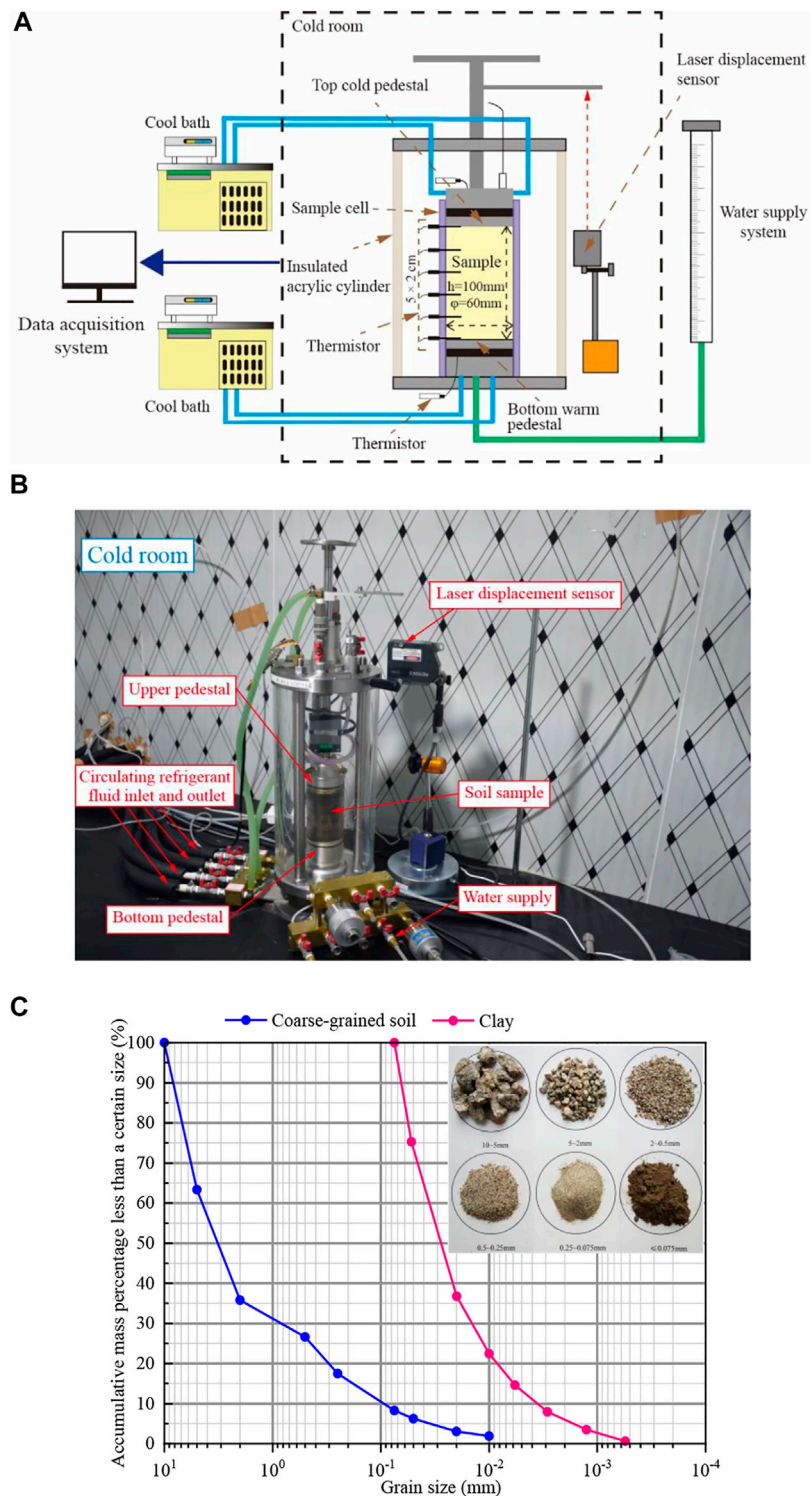 A
Cold room
Top cold pedestal
Laser displacement
sensor
Cool bath
Sample cell
Insulated
acrylic cylinder
5 × 2 cm
Sample
h=100mm
φ=60mm
Water supply
system
Data acquisition
system
Thermistor
Cool bath
Bottom warm
pedestal
Thermistor
B
Cold room
Laser displacement sensor
Upper pedestal
Circulating refrigerant
fluid inlet and outlet
Soil sample
Bottom pedestal
Water supply
C
Coarse-grained soil
Clay
Accumulative mass percentage less than a certain size (%)
100
90
80
70
60
50
40
30
20
10
0
10~5mm
5~2mm
2~0.5mm
0.5~0.25mm
0.25~0.075mm
≤0.075mm
10¹
10⁰
10⁻¹
10⁻²
10⁻³
10⁻⁴
Grain size (mm)